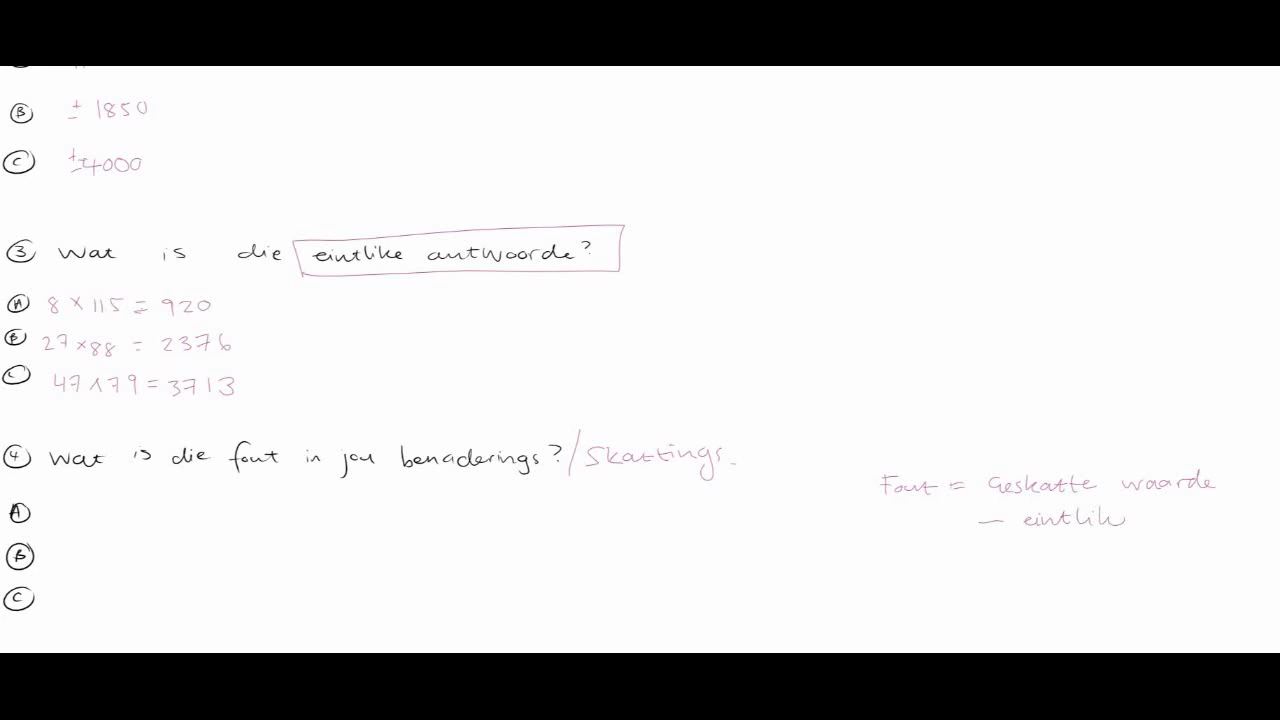 B ± 1850
C ± 4000
3 Wat is die eintlike antwoorde?
A 8 × 115 = 920
B 27 × 88 = 2376
C 47 × 79 = 3713
4 Wat is die fout in jou benaderings? / Skattings.
Fout = Geskatte waarde
– eintlik
A
B
C